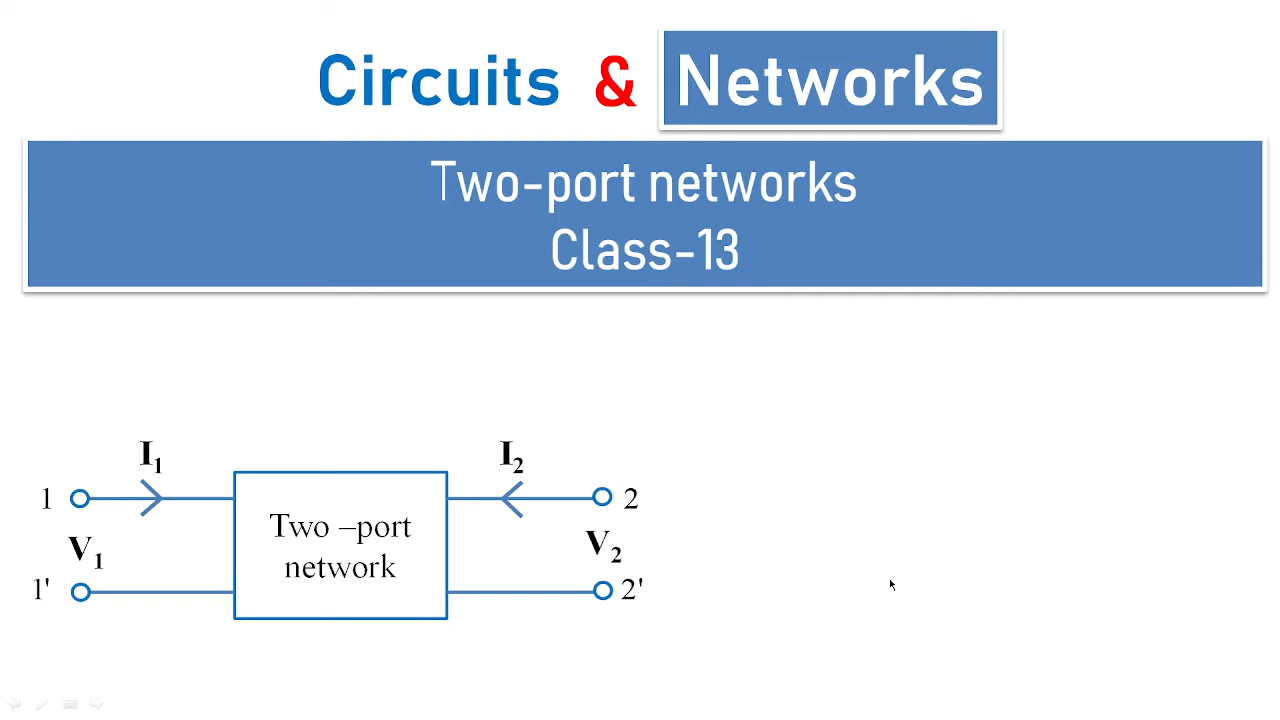 Circuits & Networks
Two-port networks
Class-13
I₁
I₂
1
2
Two –port
network
V₁
V₂
1'
2'